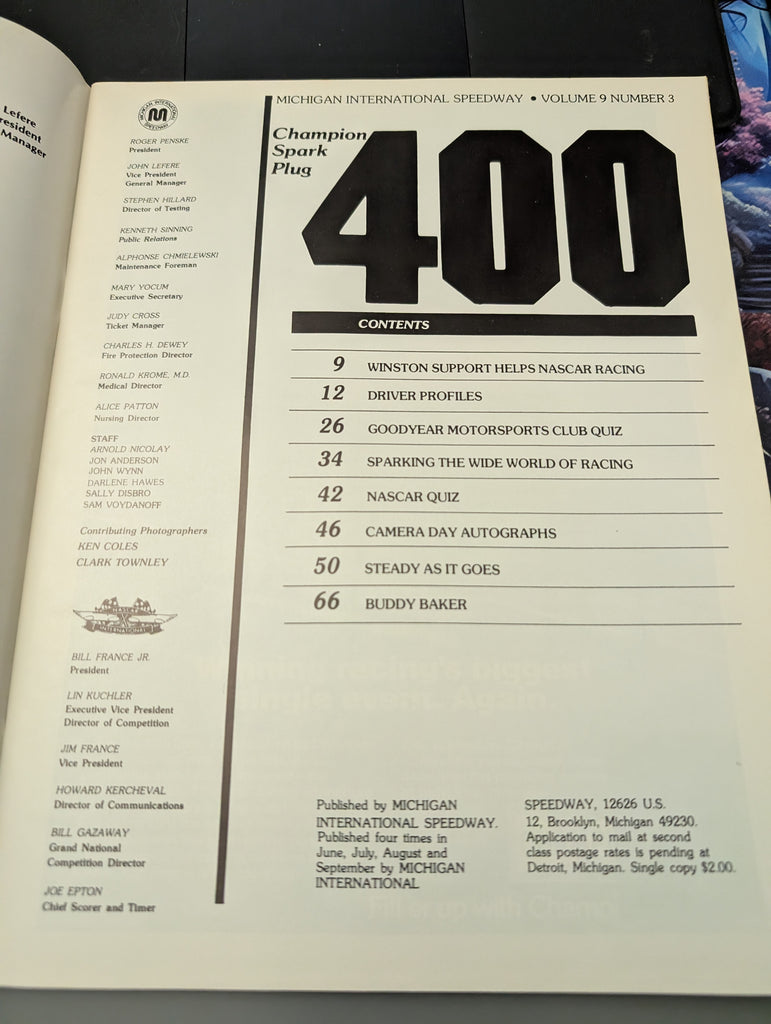 Lefere
resident
Manager
MICHIGAN INTERNATIONAL SPEEDWAY
M
ROGER PENSKE
President
JOHN LEFERE
Vice President
General Manager
STEPHEN HILLARD
Director of Testing
KENNETH SINNING
Public Relations
ALPHONSE CHMIELEWSKI
Maintenance Foreman
MARY YOCUM
Executive Secretary
JUDY CROSS
Ticket Manager
CHARLES H. DEWEY
Fire Protection Director
RONALD KROME, M.D.
Medical Director
ALICE PATTON
Nursing Director
STAFF
ARNOLD NICOLAY
JON ANDERSON
JOHN WYNN
DARLENE HAWES
SALLY DISBRO
SAM VOYDANOFF
Contributing Photographers
KEN COLES
CLARK TOWNLEY
NASCAR
INTERNATIONAL
BILL FRANCE JR.
President
LIN KUCHLER
Executive Vice President
Director of Competition
JIM FRANCE
Vice President
HOWARD KERCHEVAL
Director of Communications
BILL GAZAWAY
Grand National
Competition Director
JOE EPTON
Chief Scorer and Timer
MICHIGAN INTERNATIONAL SPEEDWAY • VOLUME 9 NUMBER 3
Champion
Spark
Plug
400
CONTENTS
9 WINSTON SUPPORT HELPS NASCAR RACING
12 DRIVER PROFILES
26 GOODYEAR MOTORSPORTS CLUB QUIZ
34 SPARKING THE WIDE WORLD OF RACING
42 NASCAR QUIZ
46 CAMERA DAY AUTOGRAPHS
50 STEADY AS IT GOES
66 BUDDY BAKER
Published by MICHIGAN
INTERNATIONAL SPEEDWAY.
Published four times in
June, July, August and
September by MICHIGAN
INTERNATIONAL
SPEEDWAY, 12626 U.S.
12, Brooklyn, Michigan 49230.
Application to mail at second
class postage rates is pending at
Detroit, Michigan. Single copy $2.00.